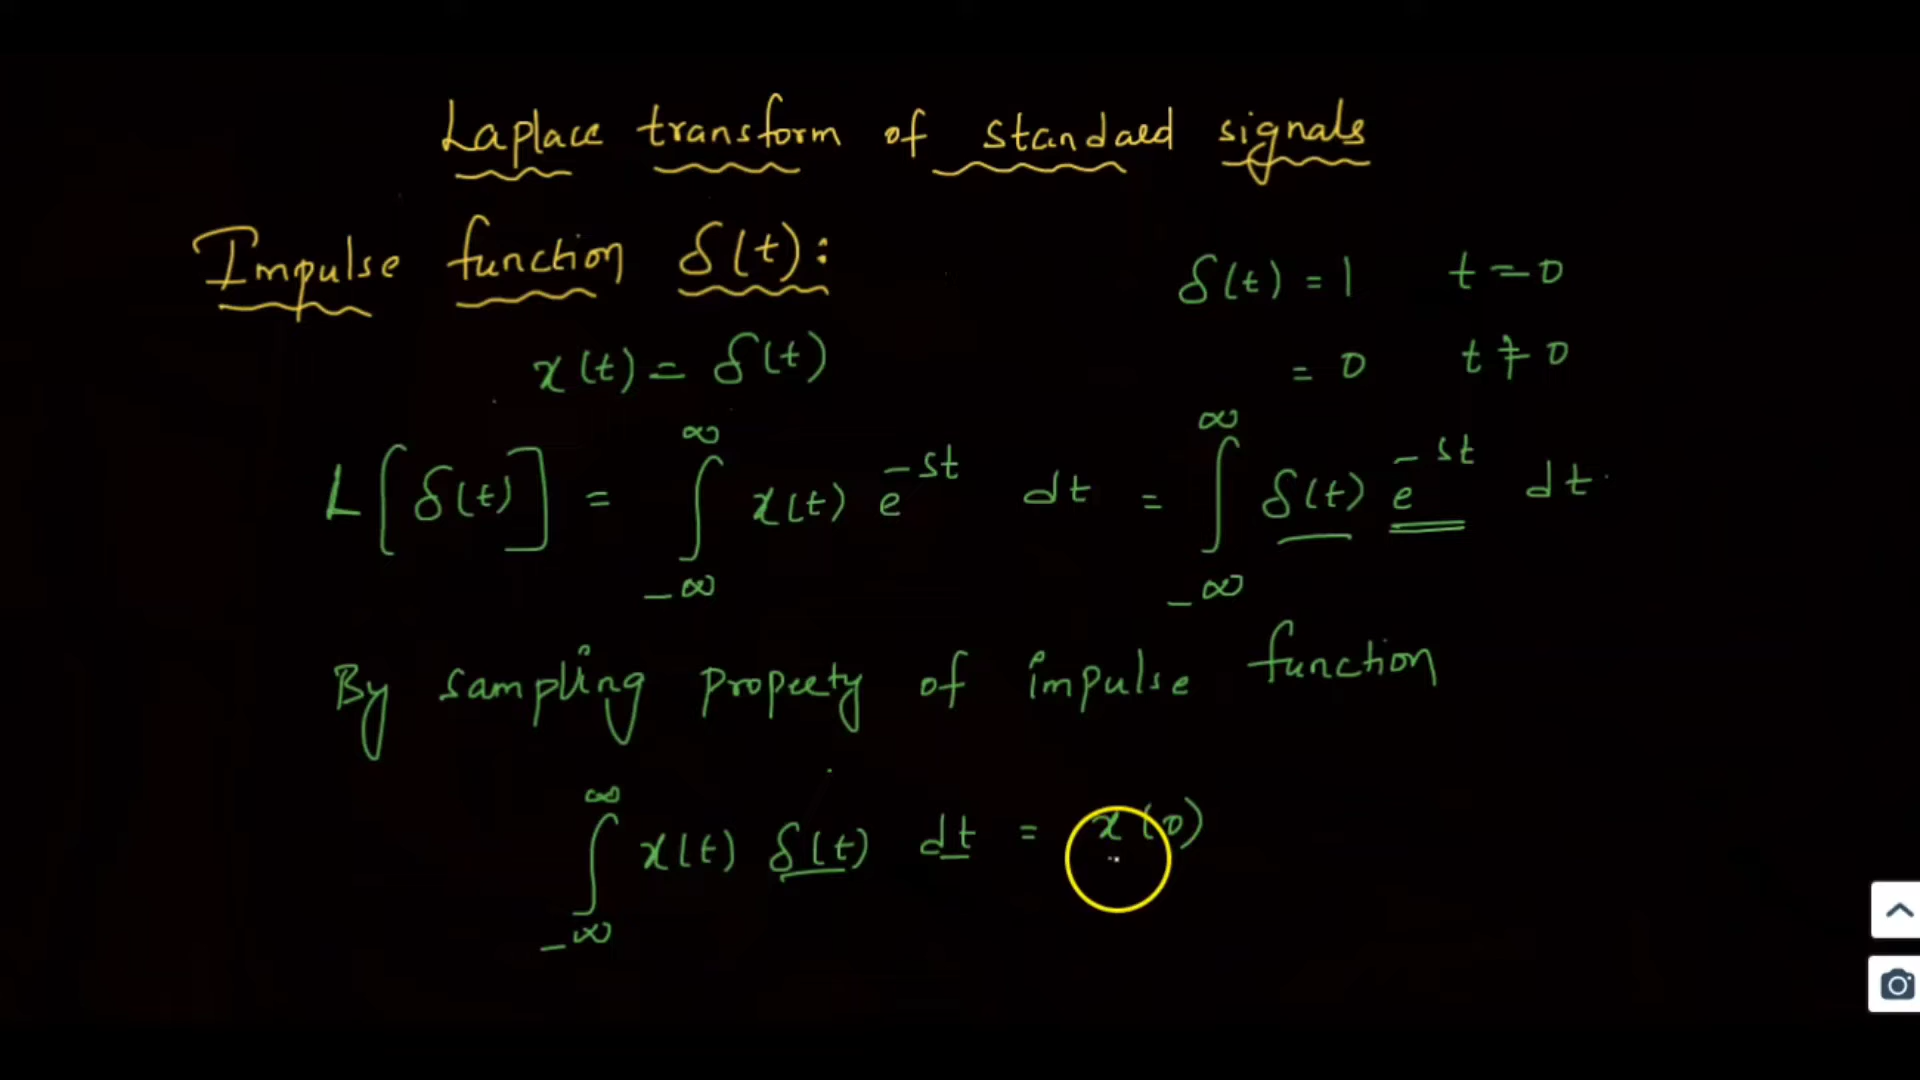 Laplace transform of standard signals
Impulse function δ(t):
δ(t) = 1 t = 0
x(t) = δ(t)
= 0 t ≠ 0
L[δ(t)] = ∫_{-∞}^{∞} x(t) e^{-st} dt = ∫_{-∞}^{∞} δ(t) e^{-st} dt
By sampling property of impulse function
∫_{-∞}^{∞} x(t) δ(t) dt = x(0)